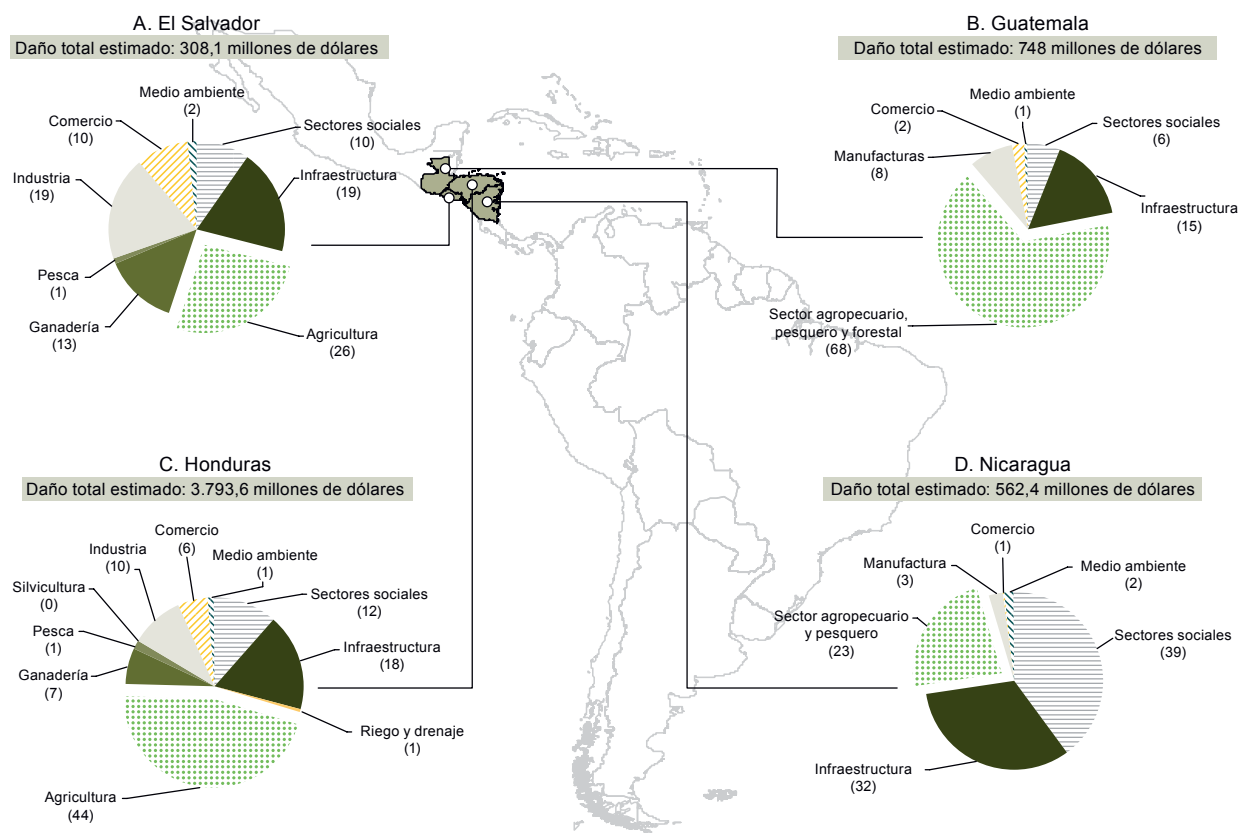 A. El Salvador
Daño total estimado: 308,1 millones de dólares
Medio ambiente
(2)
Comercio
(10)
Sectores sociales
(10)
Industria
(19)
Infraestructura
(19)
Pesca
(1)
Ganadería
(13)
Agricultura
(26)
B. Guatemala
Daño total estimado: 748 millones de dólares
Medio ambiente
(1)
Comercio
(2)
Sectores sociales
(6)
Manufacturas
(8)
Infraestructura
(15)
Sector agropecuario,
pesquero y forestal
(68)
C. Honduras
Daño total estimado: 3.793,6 millones de dólares
Comercio
(6)
Industria
(10)
Medio ambiente
(1)
Silvicultura
(0)
Sectores sociales
(12)
Pesca
(1)
Infraestructura
(18)
Ganadería
(7)
Riego y drenaje
(1)
Agricultura
(44)
D. Nicaragua
Daño total estimado: 562,4 millones de dólares
Comercio
(1)
Manufactura
(3)
Medio ambiente
(2)
Sector agropecuario
y pesquero
(23)
Sectores sociales
(39)
Infraestructura
(32)